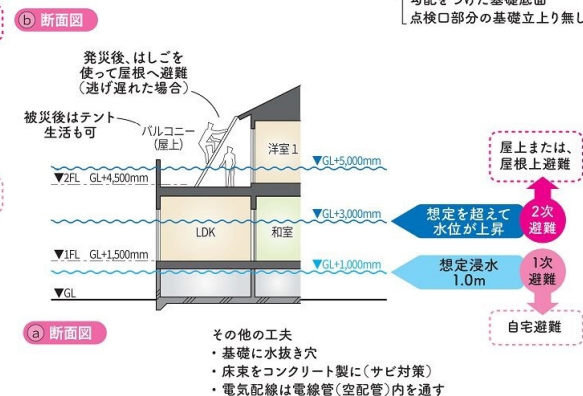 勾配をつけた基礎底面
点検口部分の基礎立上り無し
ⓑ 断面図
発災後、はしごを
使って屋根へ避難
(逃げ遅れた場合)
被災後はテント
生活も可
バルコニー
(屋上)
洋室1
▼GL+5,000mm
▼2FL GL+4,500mm
屋上または、
屋根上避難
LDK
和室
▼GL+3,000mm
想定を超えて
水位が上昇
2次
避難
▼1FL GL+1,500mm
▼GL+1,000mm
想定浸水
1.0m
1次
避難
▼GL
自宅避難
ⓐ 断面図
その他の工夫
・基礎に水抜き穴
・床束をコンクリート製に(サビ対策)
・電気配線は電線管(空配管)内を通す